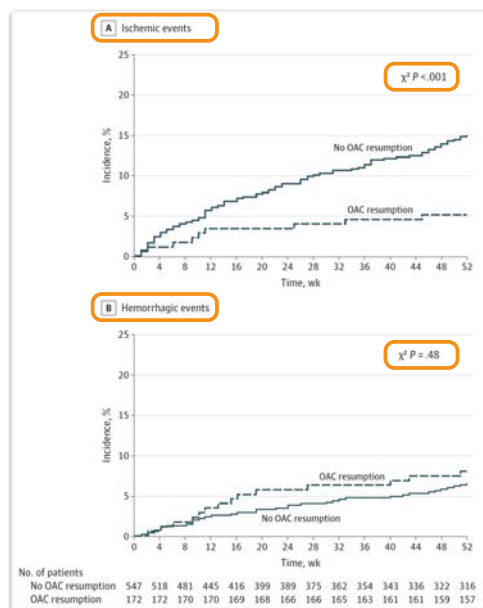 A Ischemic events
25
χ² P <.001
20
15
No OAC resumption
Incidence, %
10
OAC resumption
5
0
0 4 8 12 16 20 24 28 32 36 40 44 48 52
Time, wk
B Hemorrhagic events
25
χ² P = .48
20
15
Incidence, %
10
OAC resumption
5
No OAC resumption
0
0 4 8 12 16 20 24 28 32 36 40 44 48 52
Time, wk
No. of patients
No OAC resumption 547 518 481 445 416 399 389 375 362 354 343 336 322 316
OAC resumption 172 172 170 170 169 168 166 166 165 163 161 161 159 157